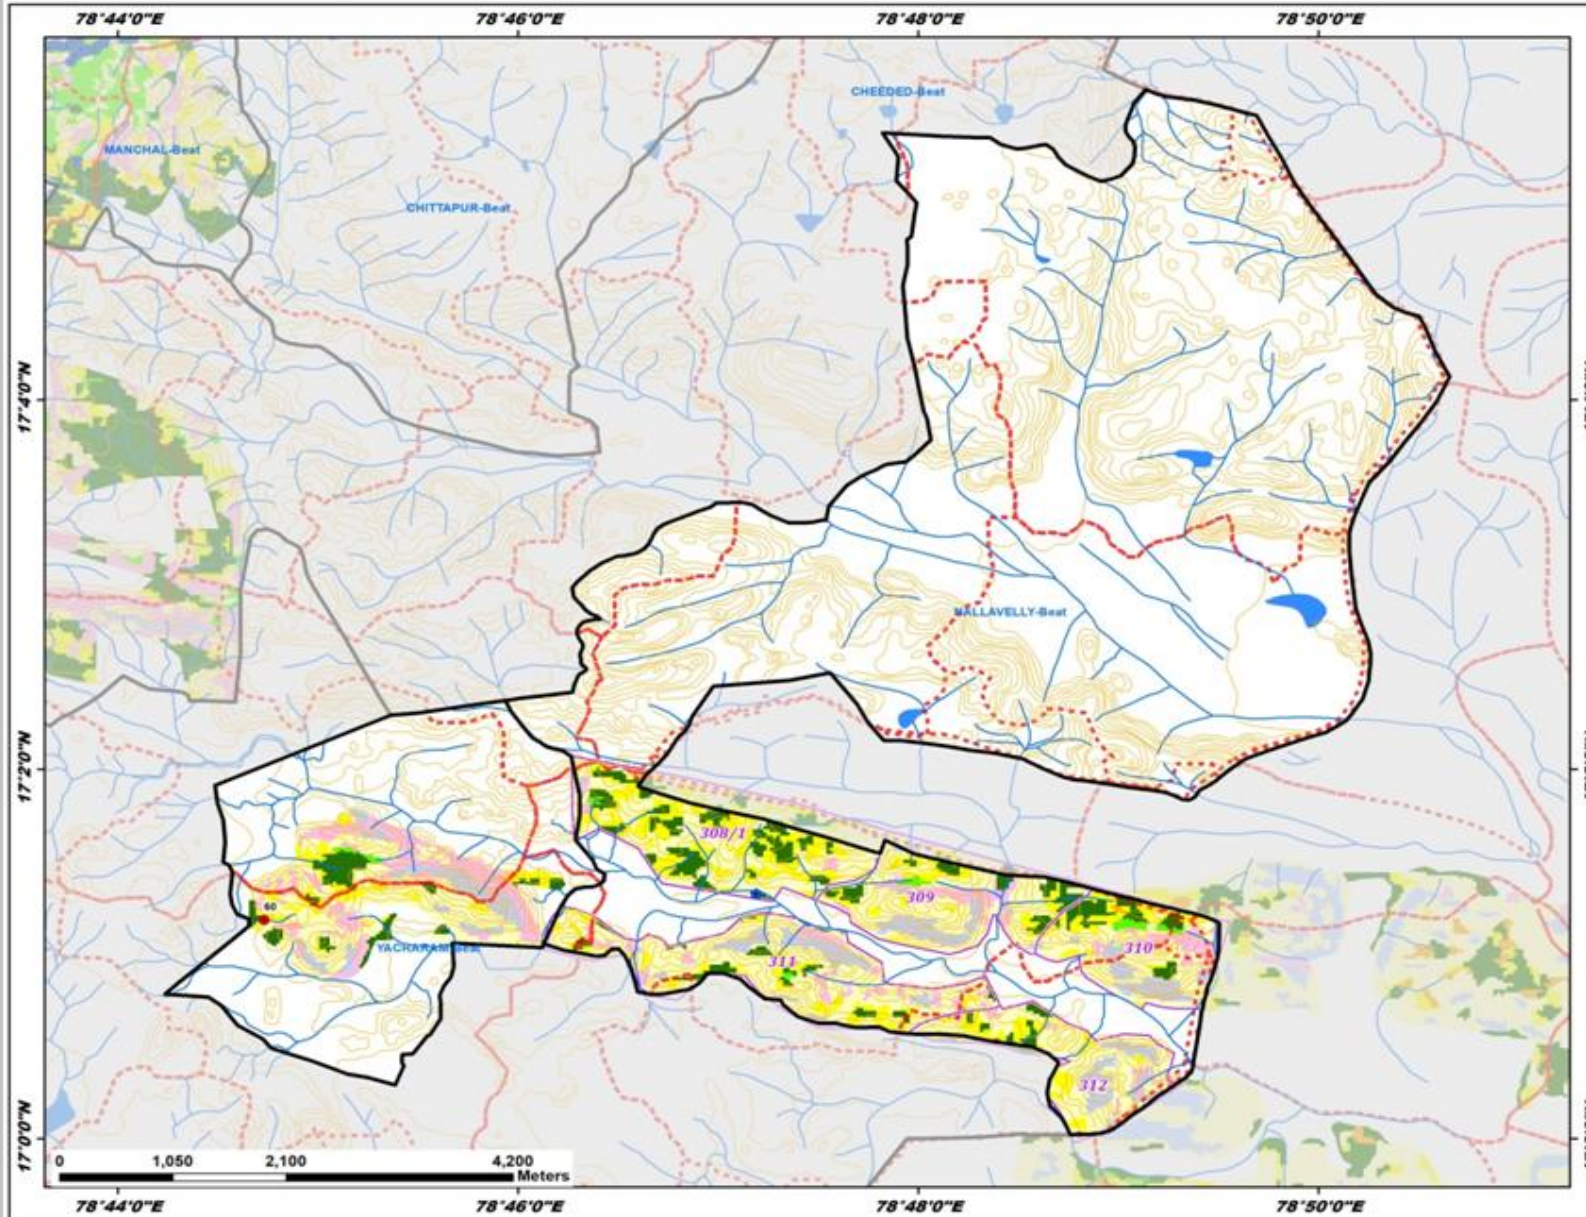 78°44'0"E 78°46'0"E 78°48'0"E 78°50'0"E
CHEEDED-Beat
MANCHAL-Beat
CHITTAPUR-Beat
17°4'0"N
NALLAVELLY-Beat
17°2'0"N
308/1
309
60
YACHARAM-Beat
310
311
312
17°0'0"N
0 1,050 2,100 4,200
Meters
78°44'0"E 78°46'0"E 78°48'0"E 78°50'0"E